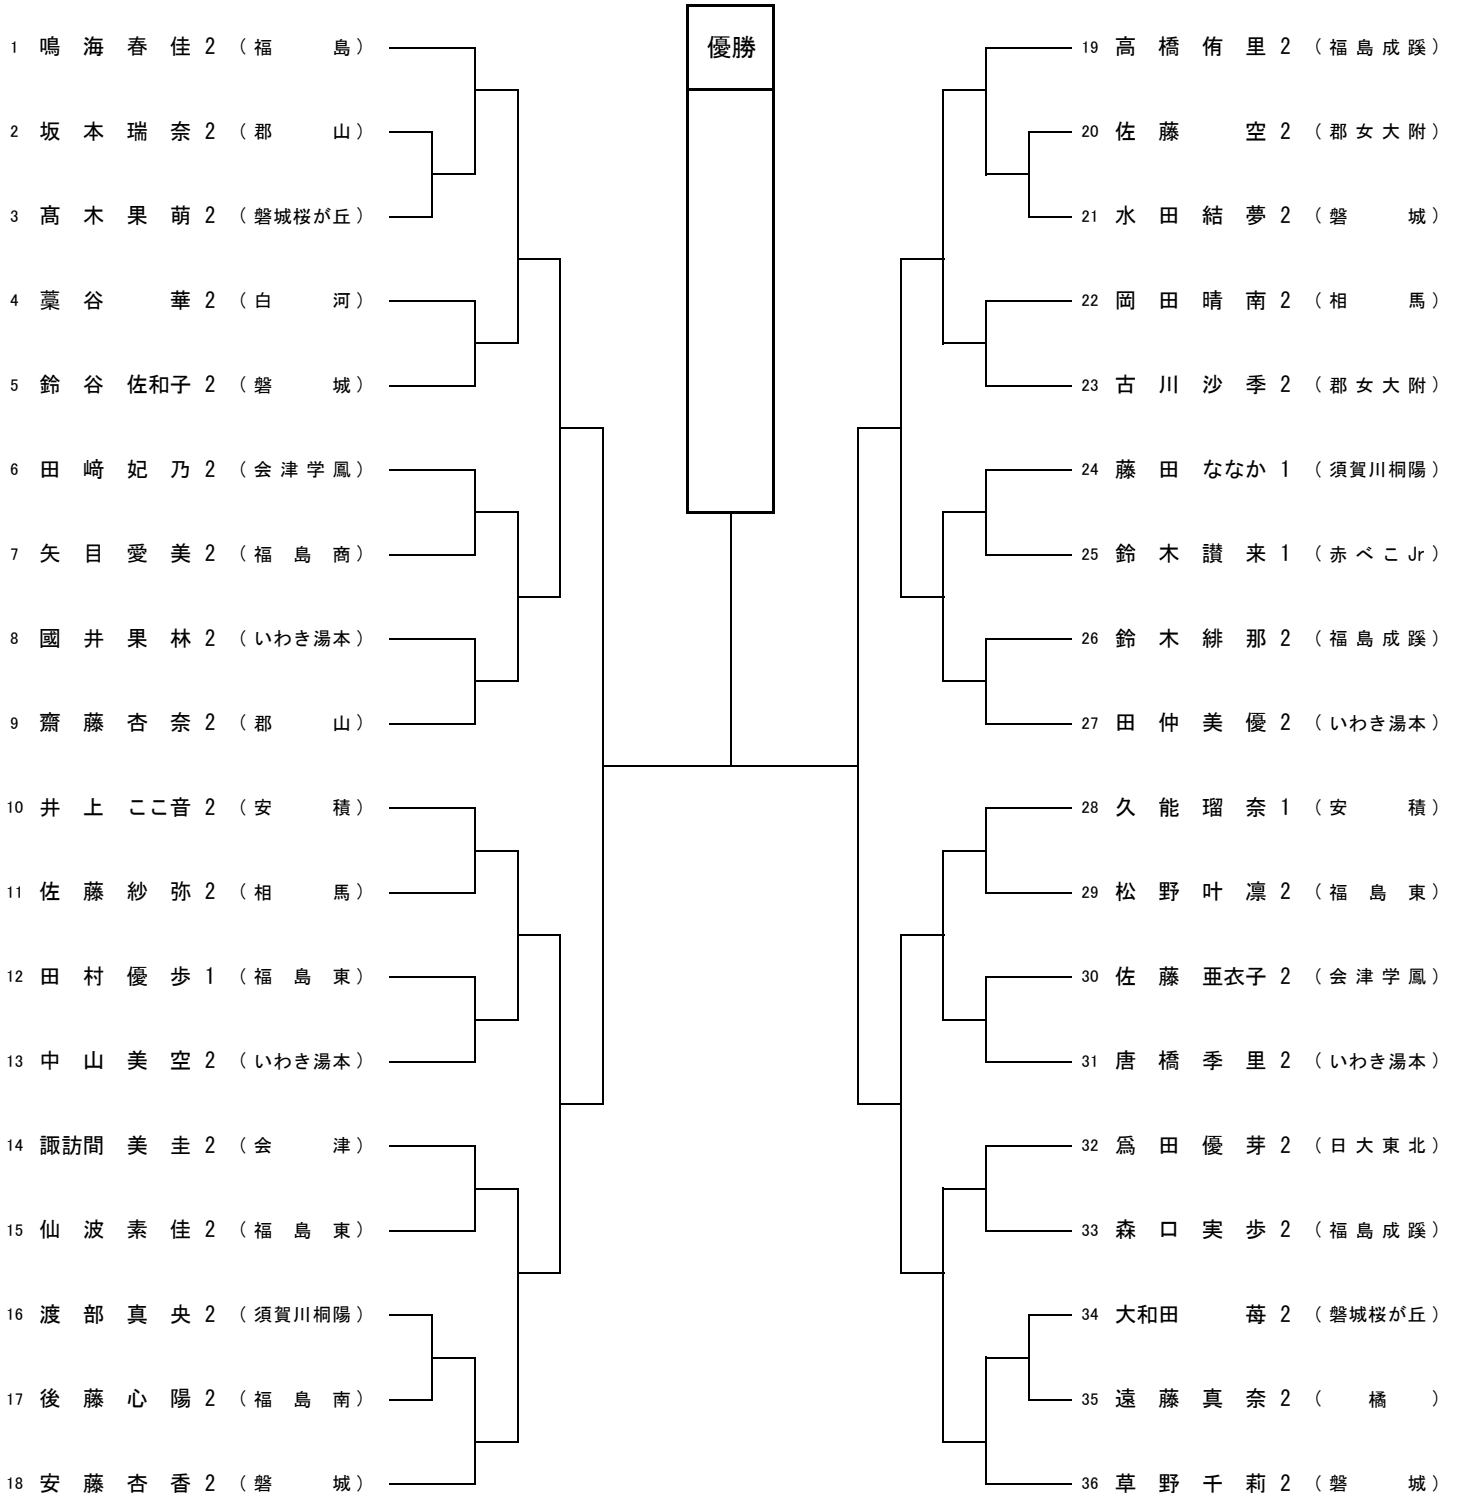 優勝
1 鳴海春佳 2 （福島）
2 坂本瑞奈 2 （郡山）
3 髙木果萌 2 （磐城桜が丘）
4 藁谷華 2 （白河）
5 鈴谷佐和子 2 （磐城）
6 田﨑妃乃 2 （会津学鳳）
7 矢目愛美 2 （福島商）
8 國井果林 2 （いわき湯本）
9 齋藤杏奈 2 （郡山）
10 井上ここ音 2 （安積）
11 佐藤紗弥 2 （相馬）
12 田村優歩 1 （福島東）
13 中山美空 2 （いわき湯本）
14 諏訪間美圭 2 （会津）
15 仙波素佳 2 （福島東）
16 渡部真央 2 （須賀川桐陽）
17 後藤心陽 2 （福島南）
18 安藤杏香 2 （磐城）
19 高橋侑里 2 （福島成蹊）
20 佐藤空 2 （郡女大附）
21 水田結夢 2 （磐城）
22 岡田晴南 2 （相馬）
23 古川沙季 2 （郡女大附）
24 藤田ななか 1 （須賀川桐陽）
25 鈴木讃来 1 （赤べこJr）
26 鈴木緋那 2 （福島成蹊）
27 田仲美優 2 （いわき湯本）
28 久能瑠奈 1 （安積）
29 松野叶凛 2 （福島東）
30 佐藤亜衣子 2 （会津学鳳）
31 唐橋季里 2 （いわき湯本）
32 爲田優芽 2 （日大東北）
33 森口実歩 2 （福島成蹊）
34 大和田苺 2 （磐城桜が丘）
35 遠藤真奈 2 （橘）
36 草野千莉 2 （磐城）